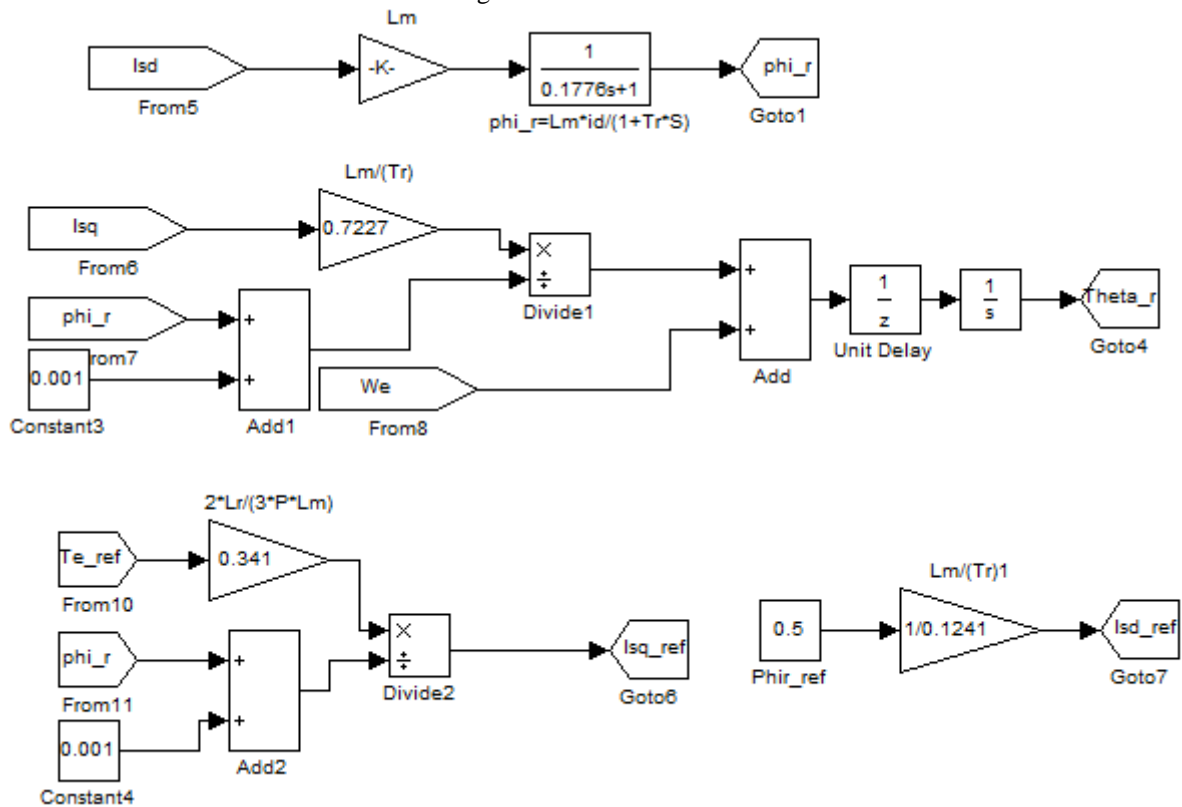 Lm
Isd
-K-
1
0.1776s+1
phi_r
From5
phi_r=Lm*id/(1+Tr*S)
Goto1
Lm/(Tr)
Isq
0.7227
×
÷
From6
Divide1
phi_r
+
+
rom7
0.001
Constant3
Add1
We
From8
+
+
Add
1
z
Unit Delay
1
s
Theta_r
Goto4
2*Lr/(3*P*Lm)
Te_ref
0.341
From10
phi_r
From11
+
+
0.001
Constant4
Add2
×
÷
Divide2
Isq_ref
Goto6
Lm/(Tr)1
0.5
1/0.1241
Isd_ref
Phir_ref
Goto7